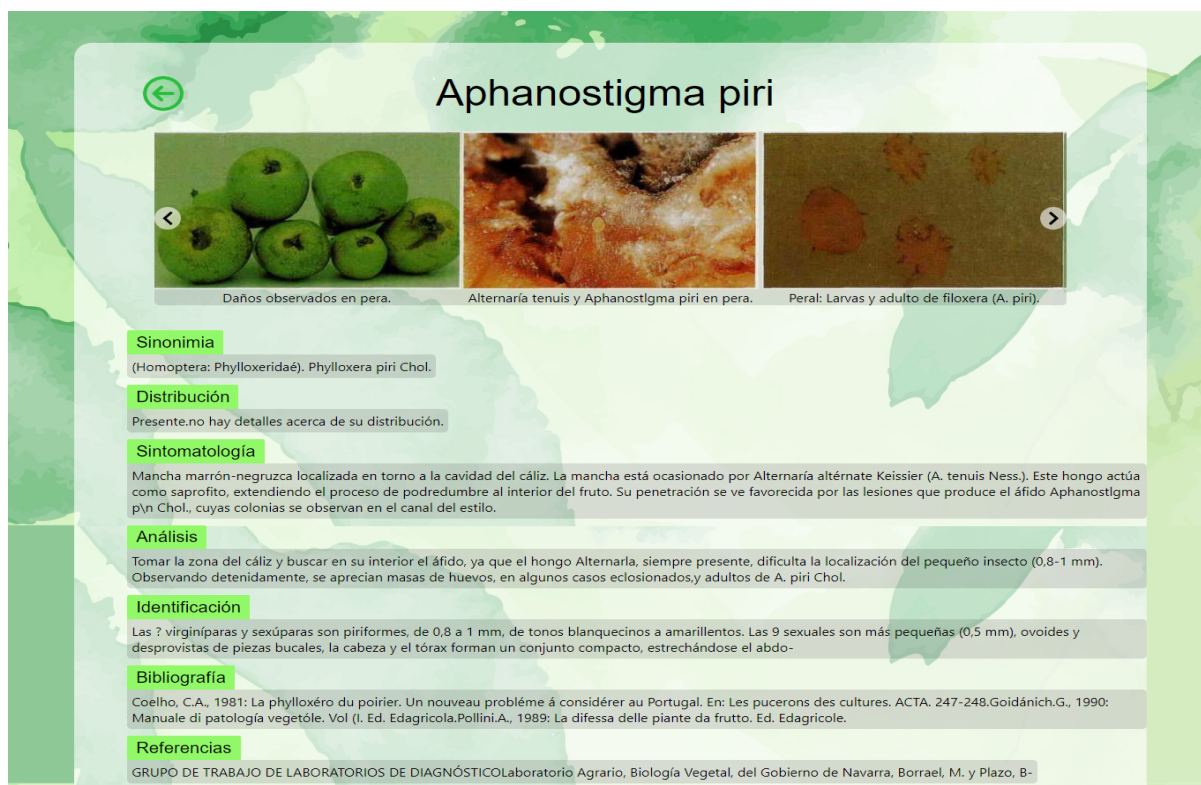 Aphanostigma piri
Daños observados en pera.
Alternaría tenuis y Aphanostlgma piri en pera.
Peral: Larvas y adulto de filoxera (A. piri).
Sinonimia
(Homoptera: Phylloxeridaé). Phylloxera piri Chol.
Distribución
Presente.no hay detalles acerca de su distribución.
Sintomatología
Mancha marrón-negruzca localizada en torno a la cavidad del cáliz. La mancha está ocasionado por Alternaría altérnate Keissier (A. tenuis Ness.). Este hongo actúa
como saprofito, extendiendo el proceso de podredumbre al interior del fruto. Su penetración se ve favorecida por las lesiones que produce el áfido Aphanostlgma
p\n Chol., cuyas colonias se observan en el canal del estilo.
Análisis
Tomar la zona del cáliz y buscar en su interior el áfido, ya que el hongo Alternarla, siempre presente, dificulta la localización del pequeño insecto (0,8-1 mm).
Observando detenidamente, se aprecian masas de huevos, en algunos casos eclosionados,y adultos de A. piri Chol.
Identificación
Las ? virginíparas y sexúparas son piriformes, de 0,8 a 1 mm, de tonos blanquecinos a amarillentos. Las 9 sexuales son más pequeñas (0,5 mm), ovoides y
desprovistas de piezas bucales, la cabeza y el tórax forman un conjunto compacto, estrechándose el abdo-
Bibliografía
Coelho, C.A., 1981: La phylloxéro du poirier. Un nouveau probléme á considérer au Portugal. En: Les pucerons des cultures. ACTA. 247-248.Goidánich.G., 1990:
Manuale di patología vegetóle. Vol (I. Ed. Edagricola.Pollini.A., 1989: La difessa delle piante da frutto. Ed. Edagricole.
Referencias
GRUPO DE TRABAJO DE LABORATORIOS DE DIAGNÓSTICOLaboratorio Agrario, Biología Vegetal, del Gobierno de Navarra, Borrael, M. y Plazo, B-